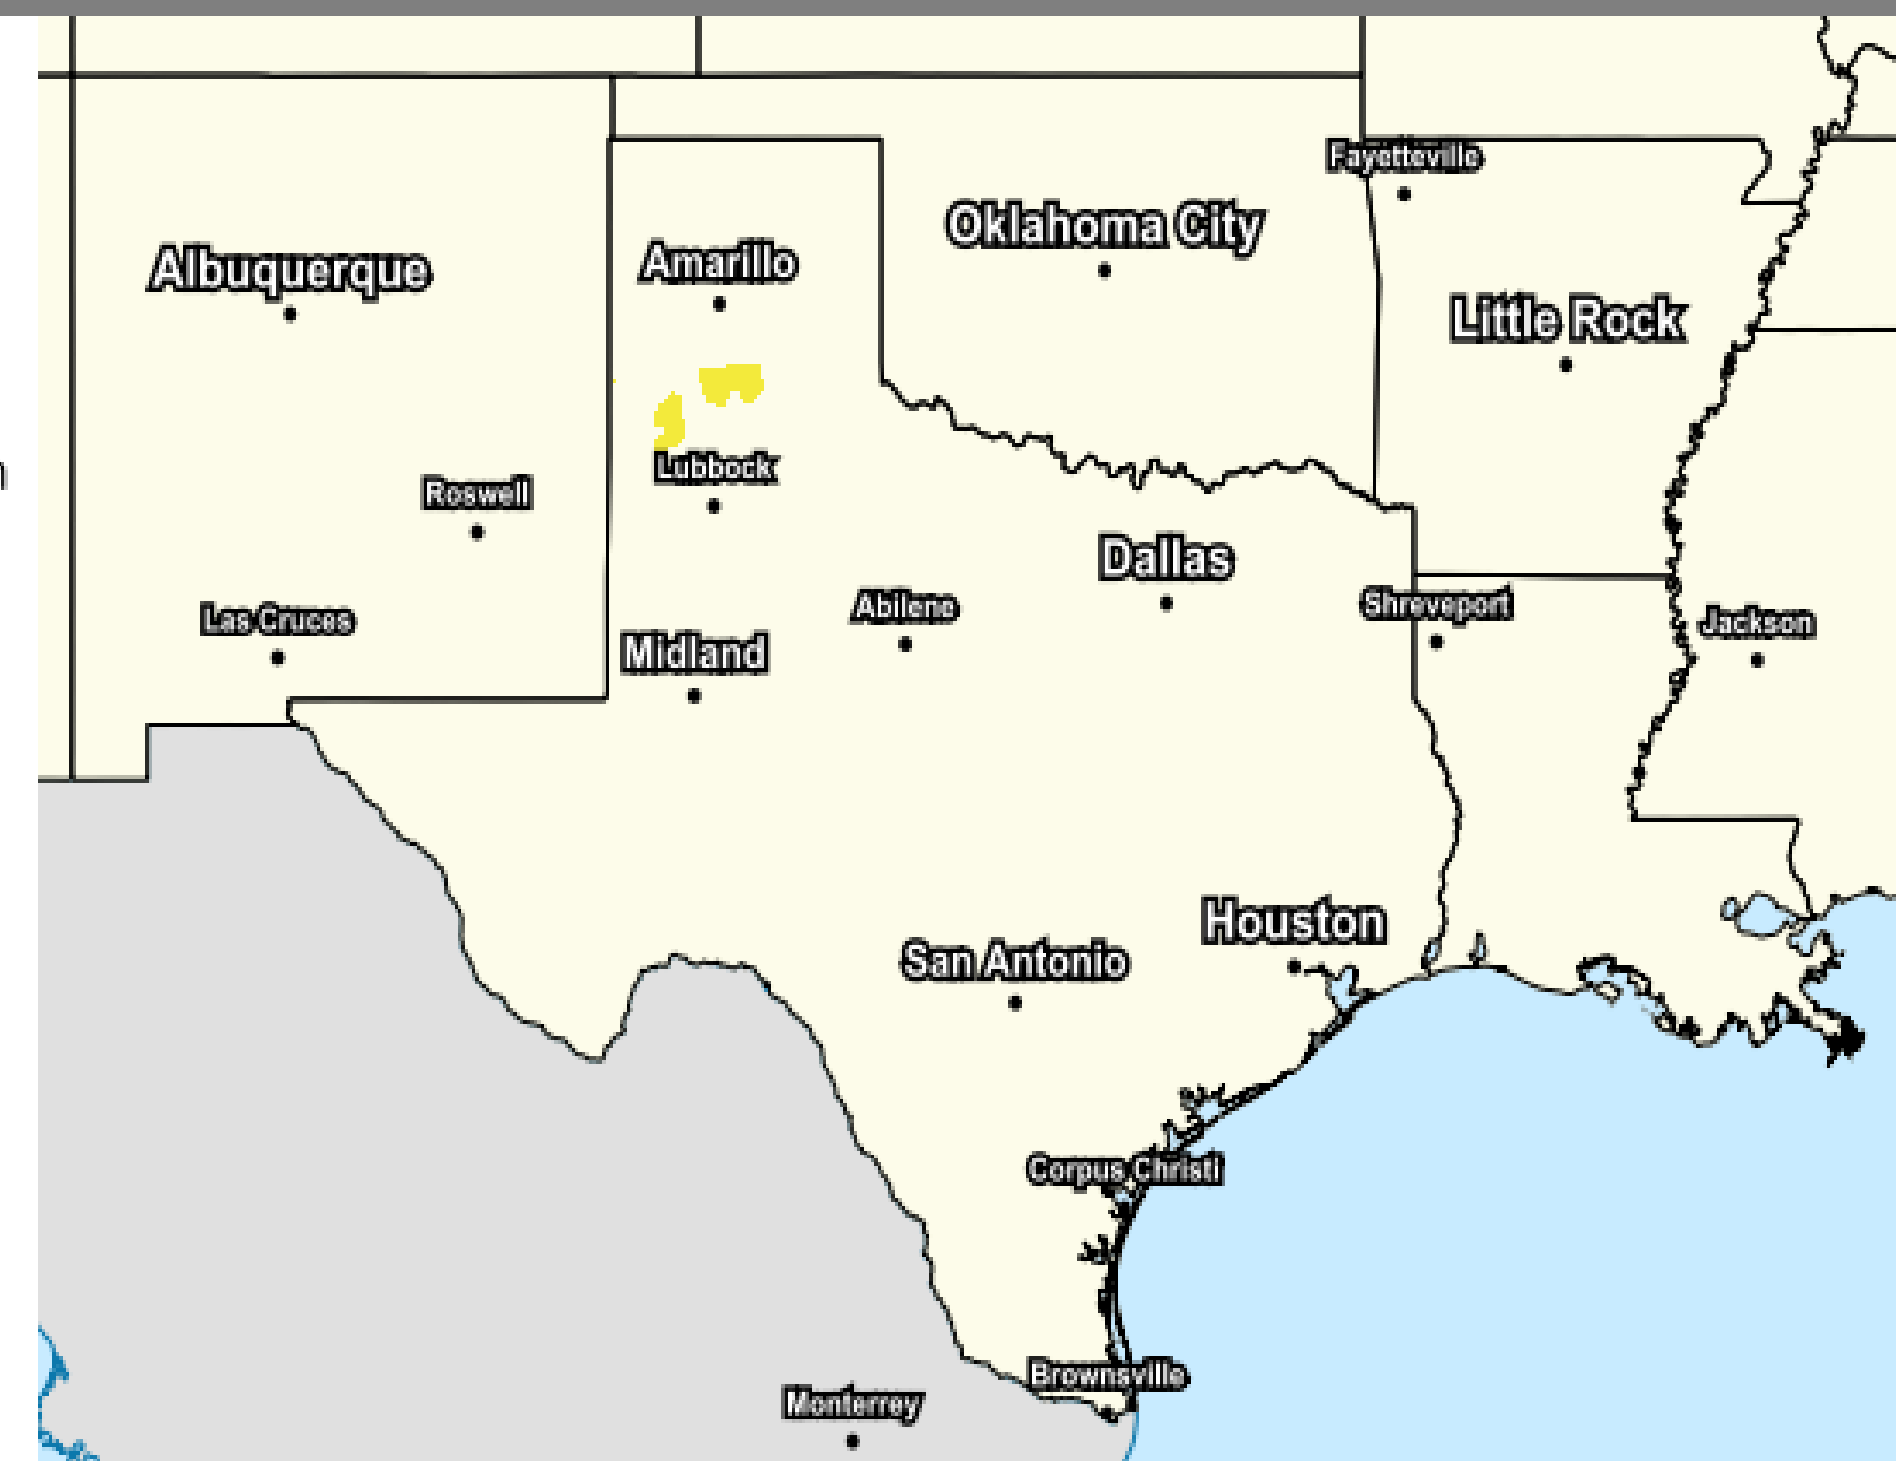 Fayetteville
Oklahoma City
Albuquerque
Amarillo
Little Rock
Lubbock
Roswell
Dallas
Abilene
Shreveport
Las Cruces
Jackson
Midland
Houston
San Antonio
Corpus Christi
Brownsville
Monterrey